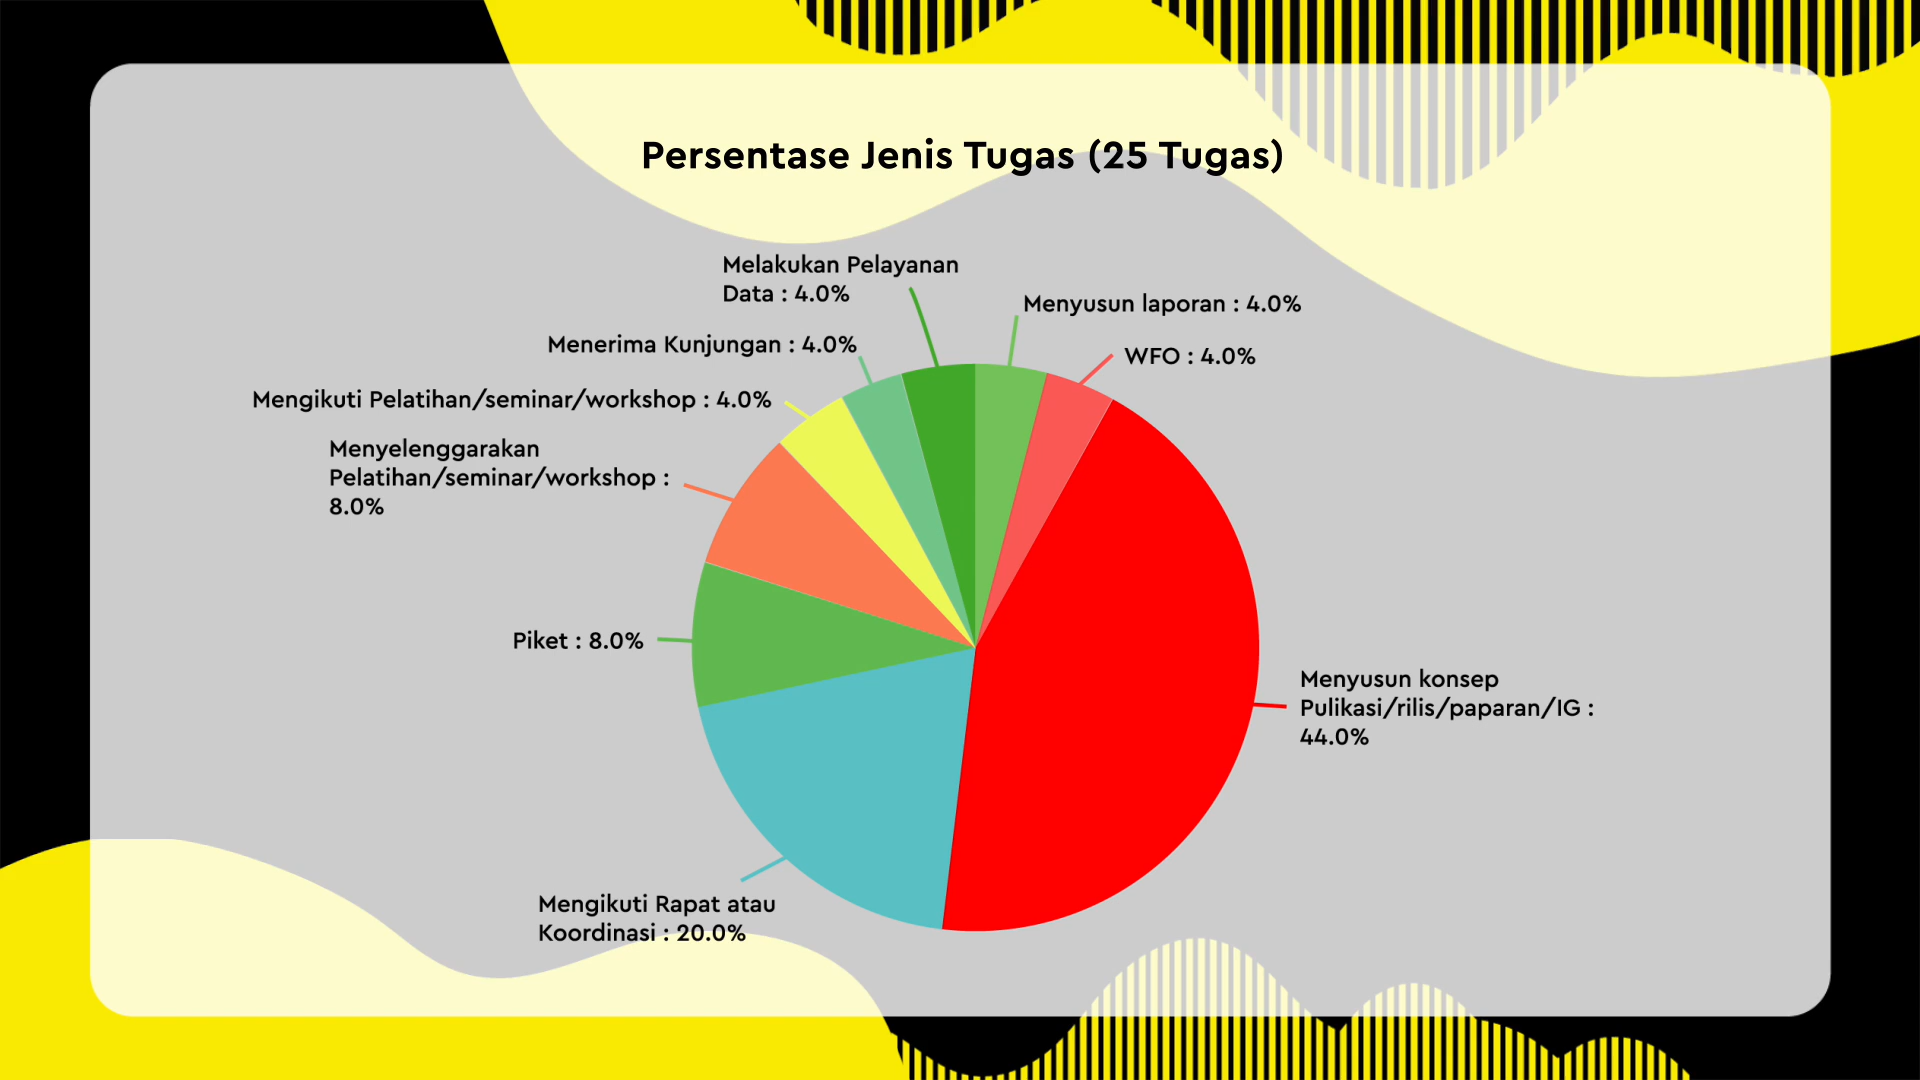 Persentase Jenis Tugas (25 Tugas)
Melakukan Pelayanan
Data : 4.0%
Menyusun laporan : 4.0%
Menerima Kunjungan : 4.0%
WFO : 4.0%
Mengikuti Pelatihan/seminar/workshop : 4.0%
Menyelenggarakan
Pelatihan/seminar/workshop :
8.0%
Piket : 8.0%
Menyusun konsep
Pulikasi/rilis/paparan/IG :
44.0%
Mengikuti Rapat atau
Koordinasi : 20.0%